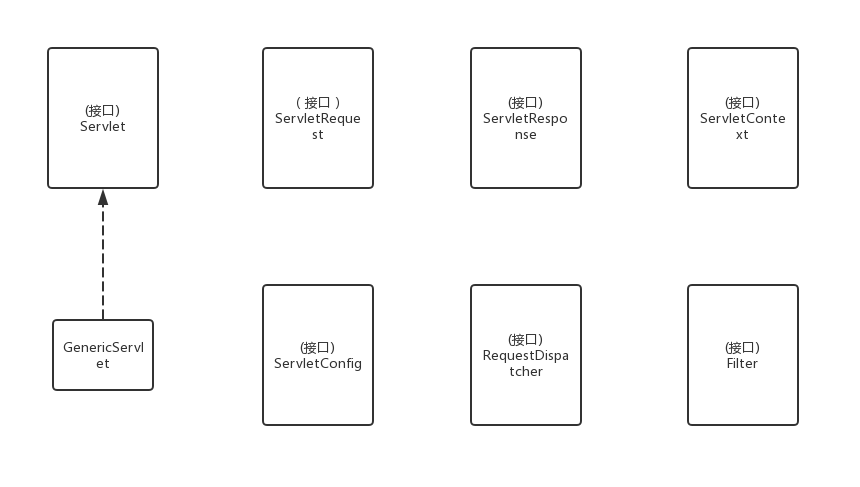 (接口)
Servlet
( 接口 )
ServletReque
st
(接口)
ServletRespo
nse
(接口)
ServletConte
xt
GenericServl
et
(接口)
ServletConfig
(接口)
RequestDispa
tcher
(接口)
Filter